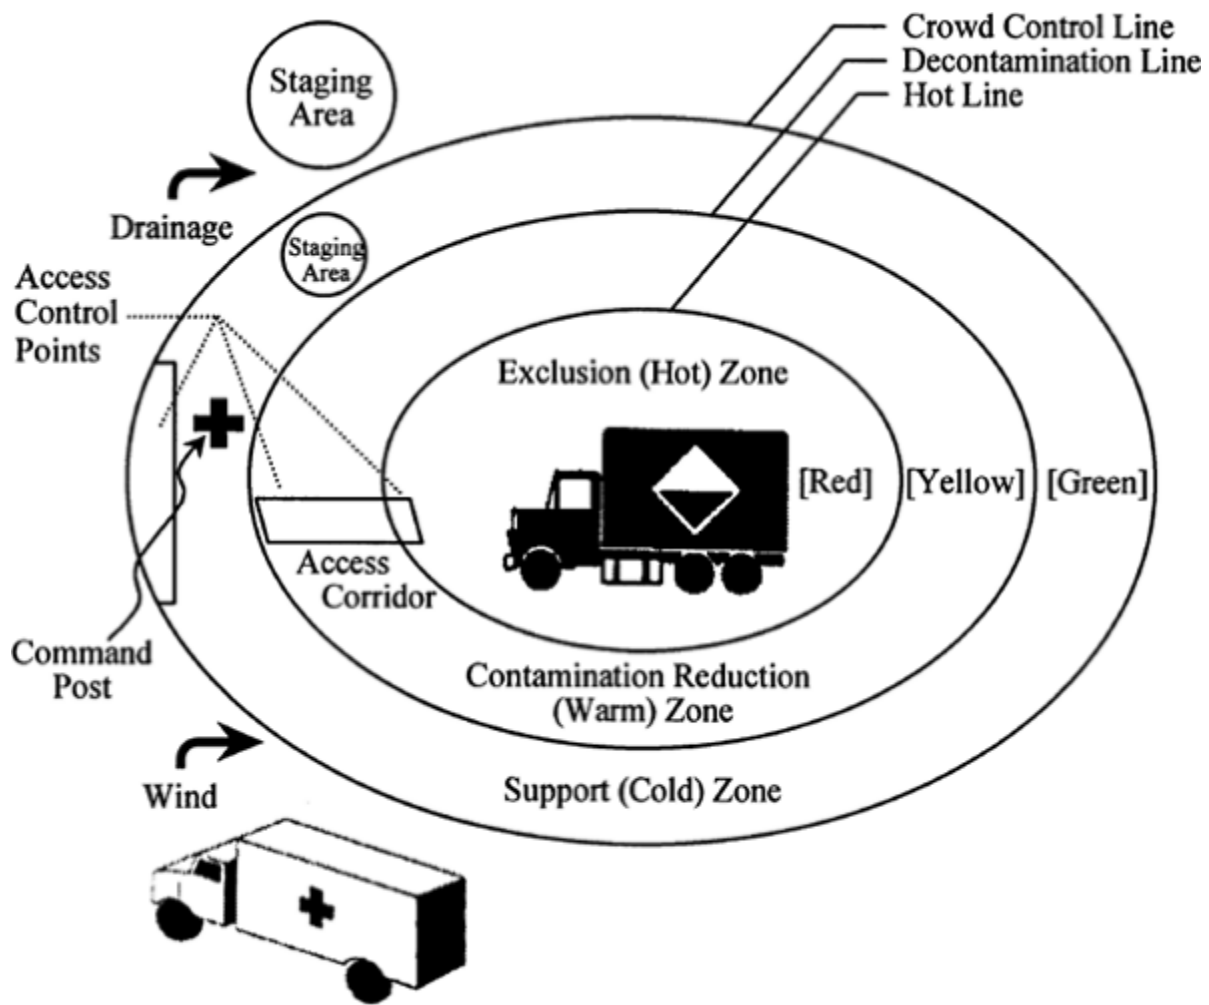 Crowd Control Line
Decontamination Line
Hot Line
Staging
Area
Drainage
Staging
Area
Access
Control
Points
Exclusion (Hot) Zone
[Red]
[Yellow]
[Green]
Access
Corridor
Command
Post
Contamination Reduction
(Warm) Zone
Support (Cold) Zone
Wind